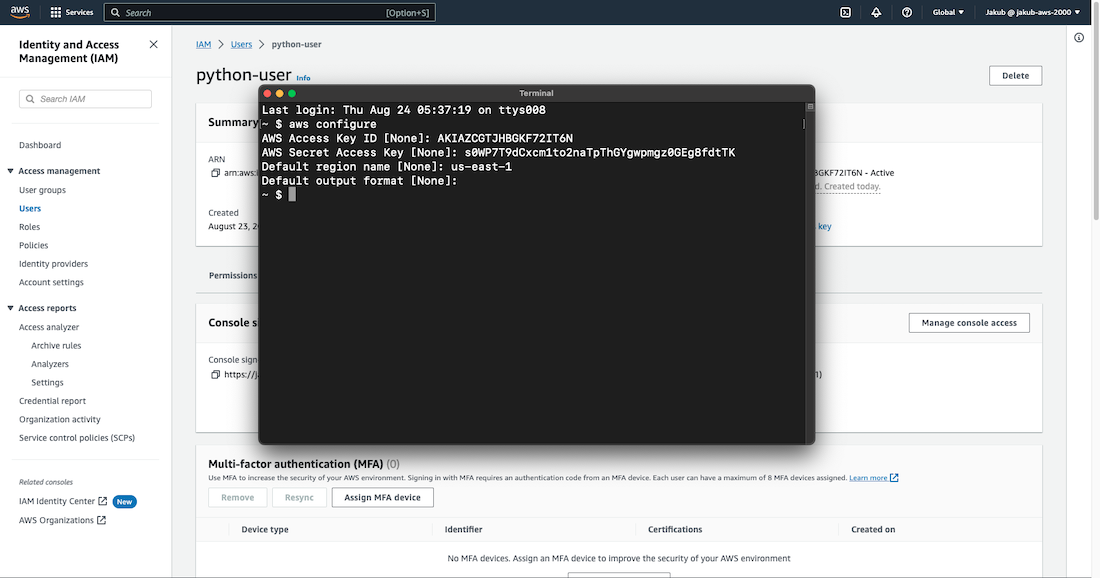 aws
Services
Search
[Option+S]
Global
Jakub @ jakub-aws-2000
Identity and Access
Management (IAM)
Search IAM
Dashboard
Access management
User groups
Users
Roles
Policies
Identity providers
Account settings
Access reports
Access analyzer
Archive rules
Analyzers
Settings
Credential report
Organization activity
Service control policies (SCPs)
Related consoles
IAM Identity Center
New
AWS Organizations
IAM > Users > python-user
python-user Info
Delete
Summary
ARN
arn:aws:i
Created
August 23, 2
BGKF72IT6N - Active
d. Created today.
key
Terminal
Last login: Thu Aug 24 05:37:19 on ttys008
~ $ aws configure
AWS Access Key ID [None]: AKIAZCGTJHBGKF72IT6N
AWS Secret Access Key [None]: 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
Default region name [None]: us-east-1
Default output format [None]:
~ $
Permissions
Console s
Manage console access
Console sign
https://j
1)
Multi-factor authentication (MFA) (0)
Use MFA to increase the security of your AWS environment. Signing in with MFA requires an authentication code from an MFA device. Each user can have a maximum of 8 MFA devices assigned. Learn more
Remove
Resync
Assign MFA device
Device type
Identifier
Certifications
Created on
No MFA devices. Assign an MFA device to improve the security of your AWS environment